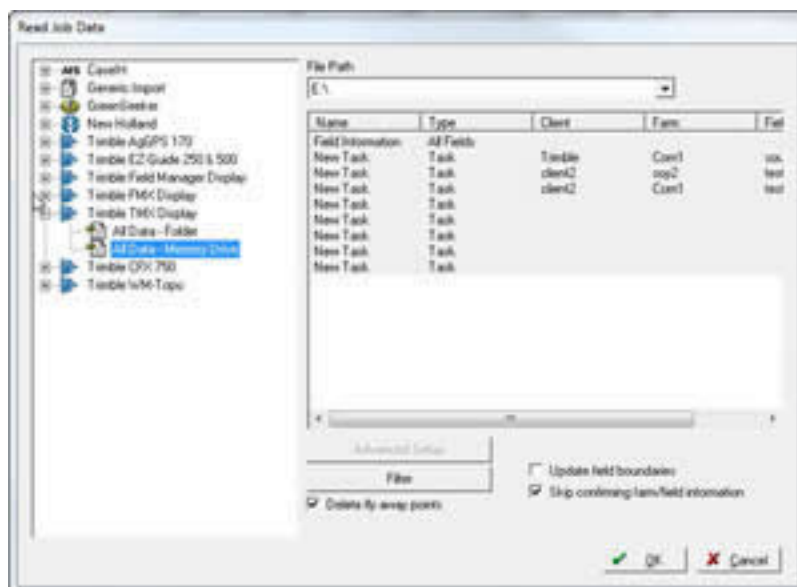 Read Job Data
AFS CaseIH
Generic Import
GreenSeeker
New Holland
Trimble AgGPS 170
Trimble EZ-Guide 250 & 500
Trimble Field Manager Display
Trimble FMX Display
Trimble TMX Display
All Data - Folder
All Data - Memory Drive
Trimble CFX 750
Trimble WM-Topo
File Path
E:\
Name Type Client Farm Fiel
Field Information All Fields
New Task Task Trimble Corn1
New Task Task client2 test
New Task Task client2 Corn1 test
New Task Task
New Task Task
New Task Task
New Task Task
New Task Task
Advanced Setup
Filter
Delete fly away points
Update field boundaries
Skip confirming farm/field information
OK Cancel